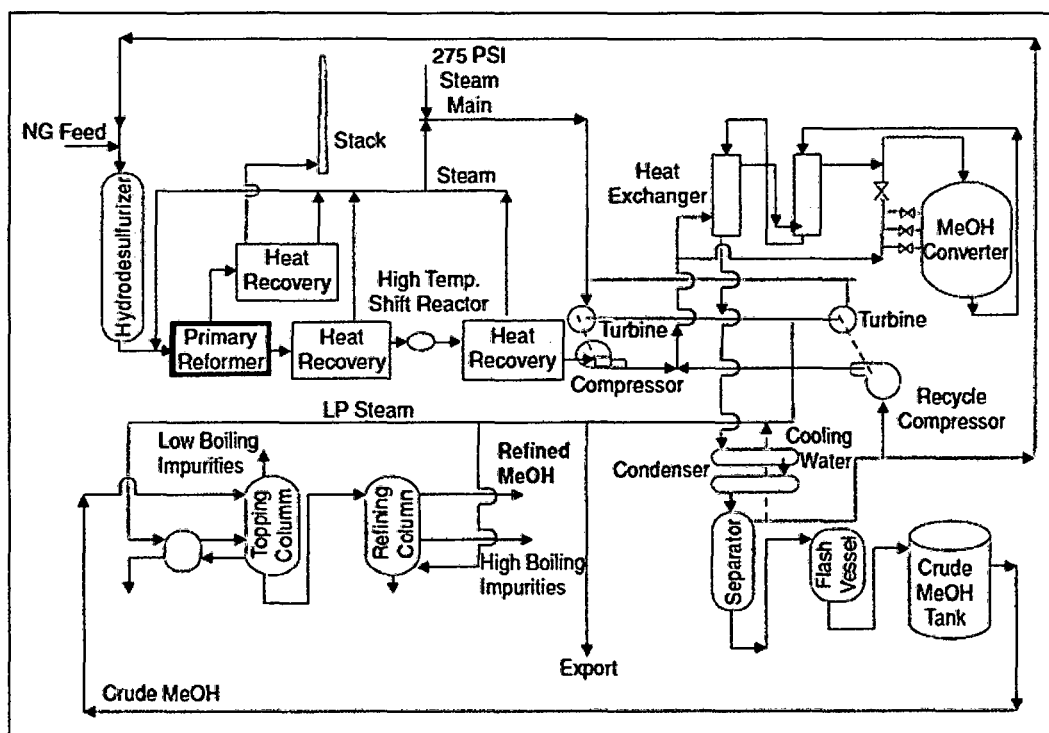 275 PSI
Steam
Main
NG Feed
Stack
Steam
Heat
Exchanger
Hydrodesulfurizer
MeOH
Converter
Heat
Recovery
High Temp.
Shift Reactor
Primary
Reformer
Heat
Recovery
Heat
Recovery
Turbine
Turbine
Compressor
Recycle
Compressor
LP Steam
Low Boiling
Impurities
Refined
MeOH
Condenser
Cooling
Water
Topping
Columm
Refining
Column
High Boiling
Impurities
Separator
Flash
Vessel
Crude
MeOH
Tank
Export
Crude MeOH